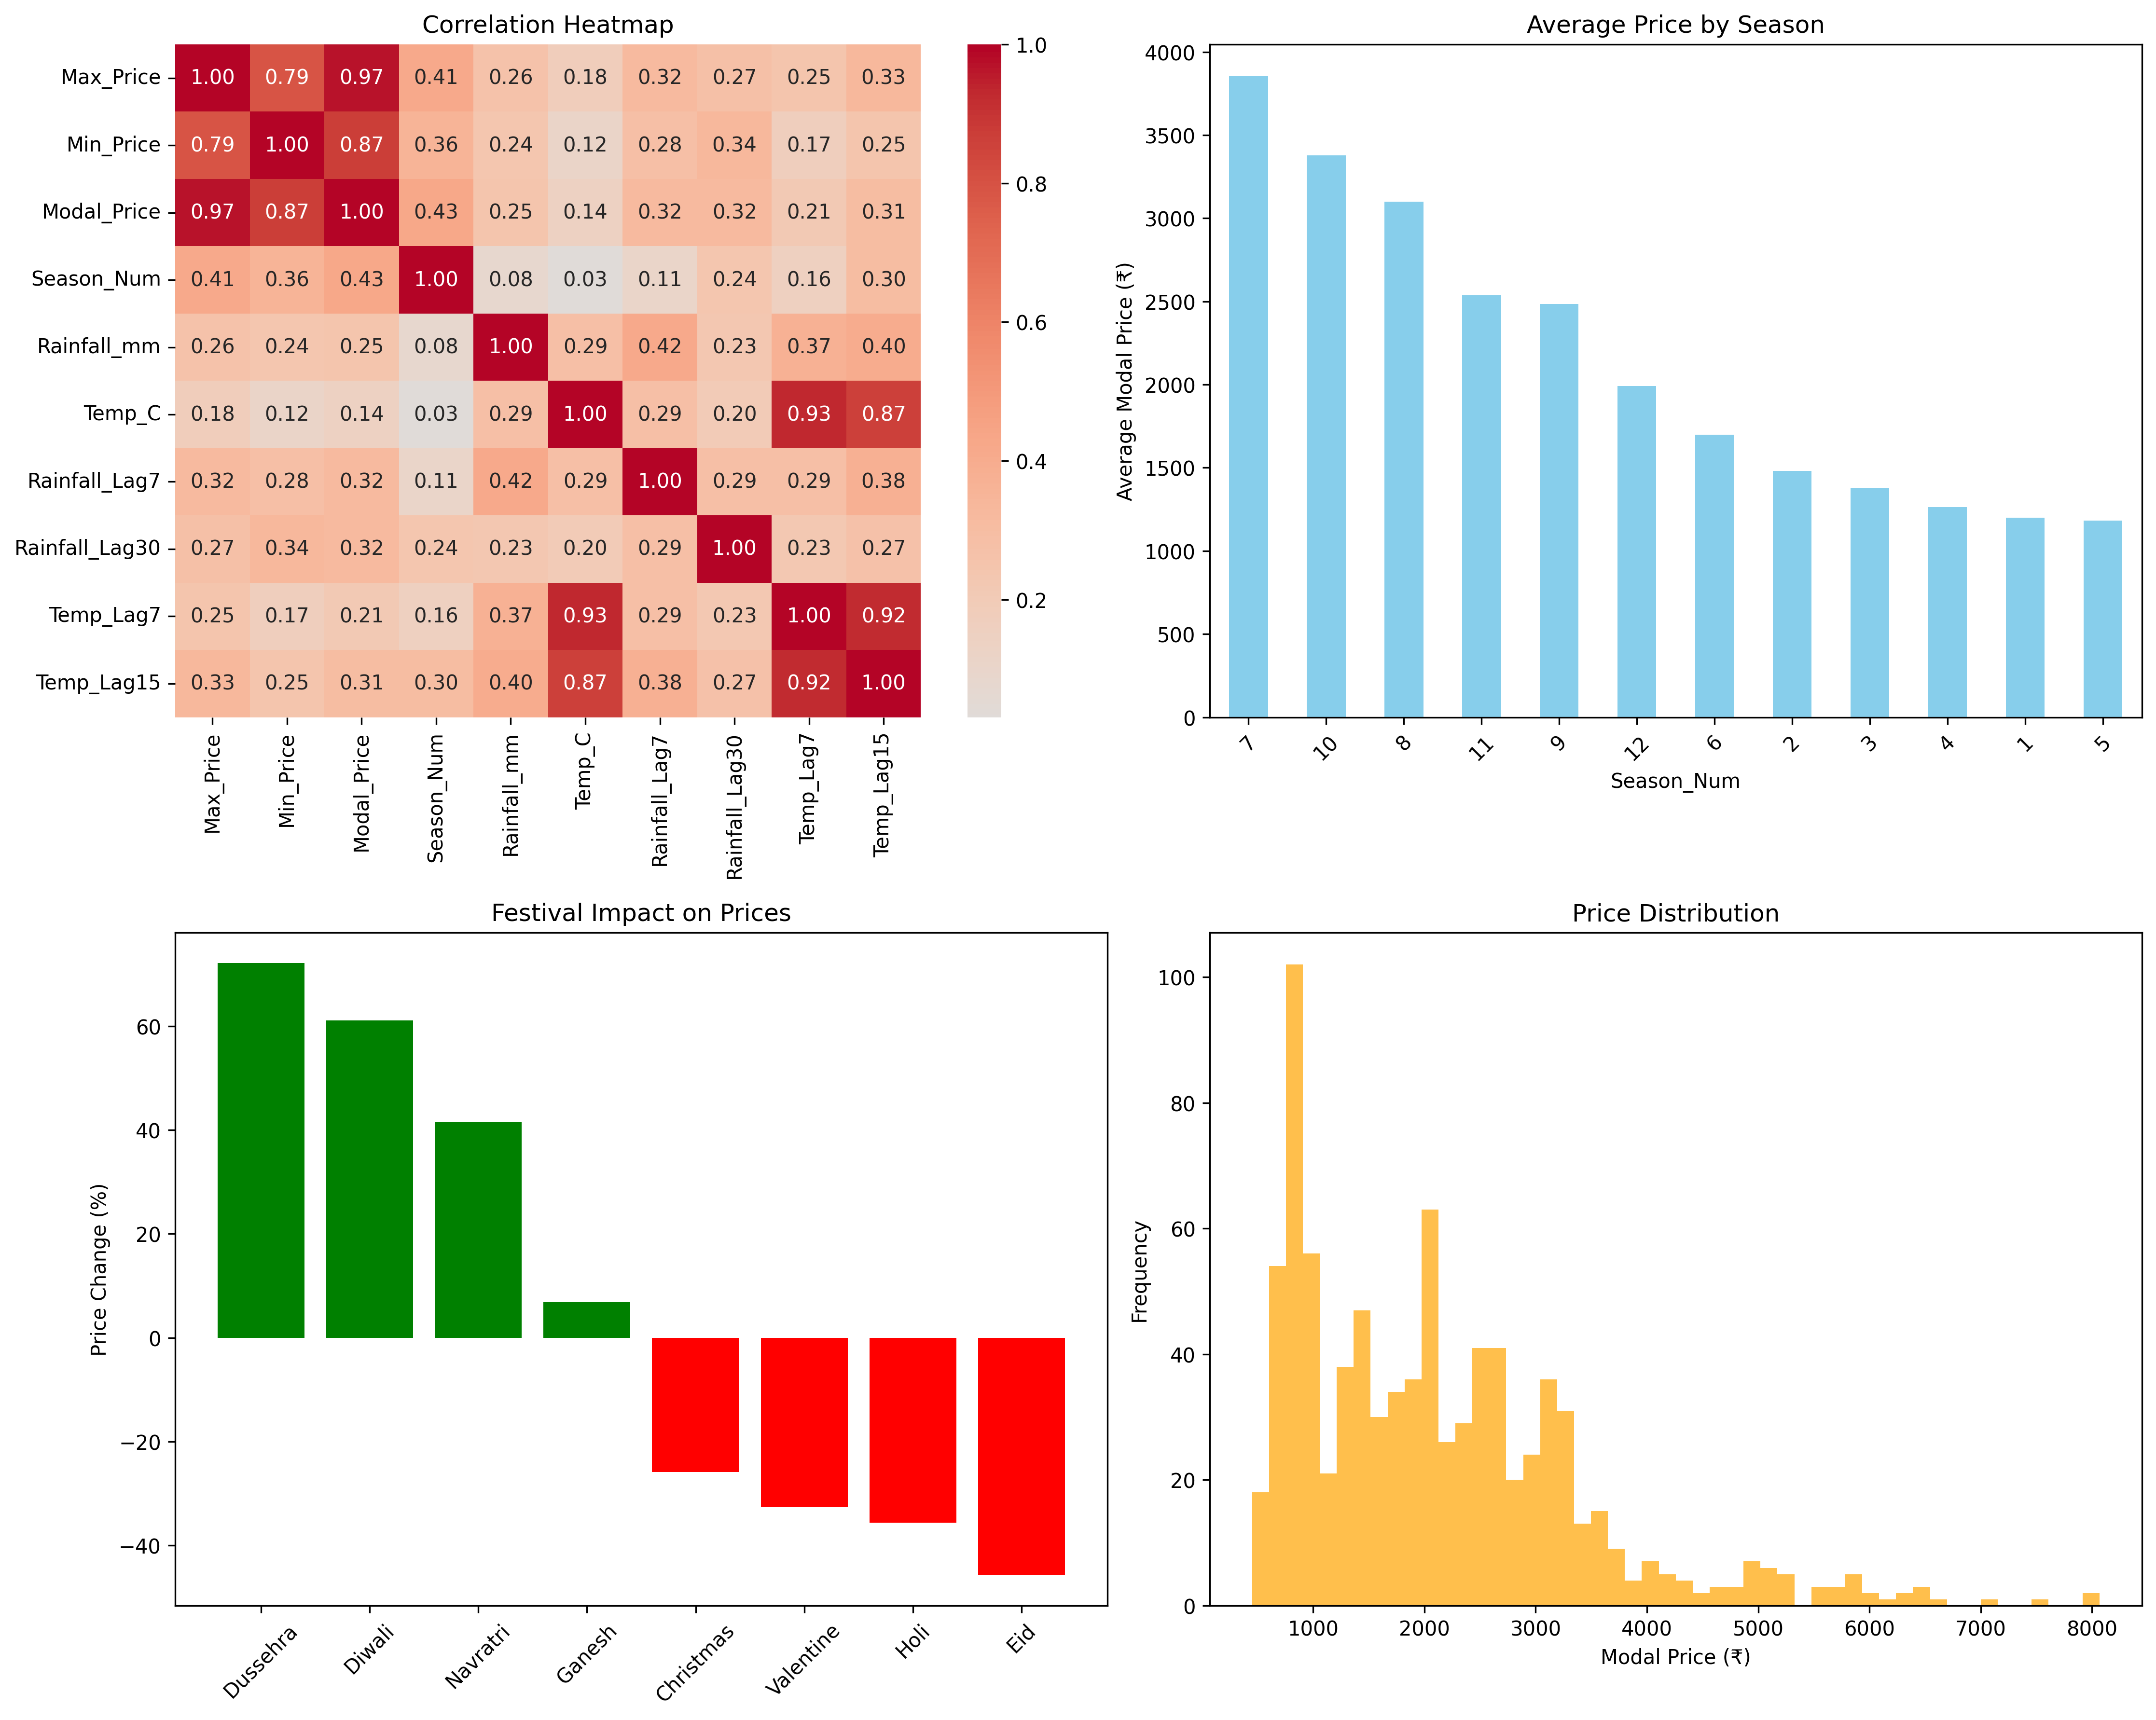 Correlation Heatmap
Max_Price 1.00 0.79 0.97 0.41 0.26 0.18 0.32 0.27 0.25 0.33
Min_Price 0.79 1.00 0.87 0.36 0.24 0.12 0.28 0.34 0.17 0.25
Modal_Price 0.97 0.87 1.00 0.43 0.25 0.14 0.32 0.32 0.21 0.31
Season_Num 0.41 0.36 0.43 1.00 0.08 0.03 0.11 0.24 0.16 0.30
Rainfall_mm 0.26 0.24 0.25 0.08 1.00 0.29 0.42 0.23 0.37 0.40
Temp_C 0.18 0.12 0.14 0.03 0.29 1.00 0.29 0.20 0.93 0.87
Rainfall_Lag7 0.32 0.28 0.32 0.11 0.42 0.29 1.00 0.29 0.29 0.38
Rainfall_Lag30 0.27 0.34 0.32 0.24 0.23 0.20 0.29 1.00 0.23 0.27
Temp_Lag7 0.25 0.17 0.21 0.16 0.37 0.93 0.29 0.23 1.00 0.92
Temp_Lag15 0.33 0.25 0.31 0.30 0.40 0.87 0.38 0.27 0.92 1.00
Max_Price Min_Price Modal_Price Season_Num Rainfall_mm Temp_C Rainfall_Lag7 Rainfall_Lag30 Temp_Lag7 Temp_Lag15
1.0
0.8
0.6
0.4
0.2
Average Price by Season
Average Modal Price (₹)
4000
3500
3000
2500
2000
1500
1000
500
0
7 10 8 11 9 12 6 2 3 4 1 5
Season_Num
Festival Impact on Prices
Price Change (%)
60
40
20
0
−20
−40
Dussehra Diwali Navratri Ganesh Christmas Valentine Holi Eid
Price Distribution
Frequency
100
80
60
40
20
0
1000 2000 3000 4000 5000 6000 7000 8000
Modal Price (₹)